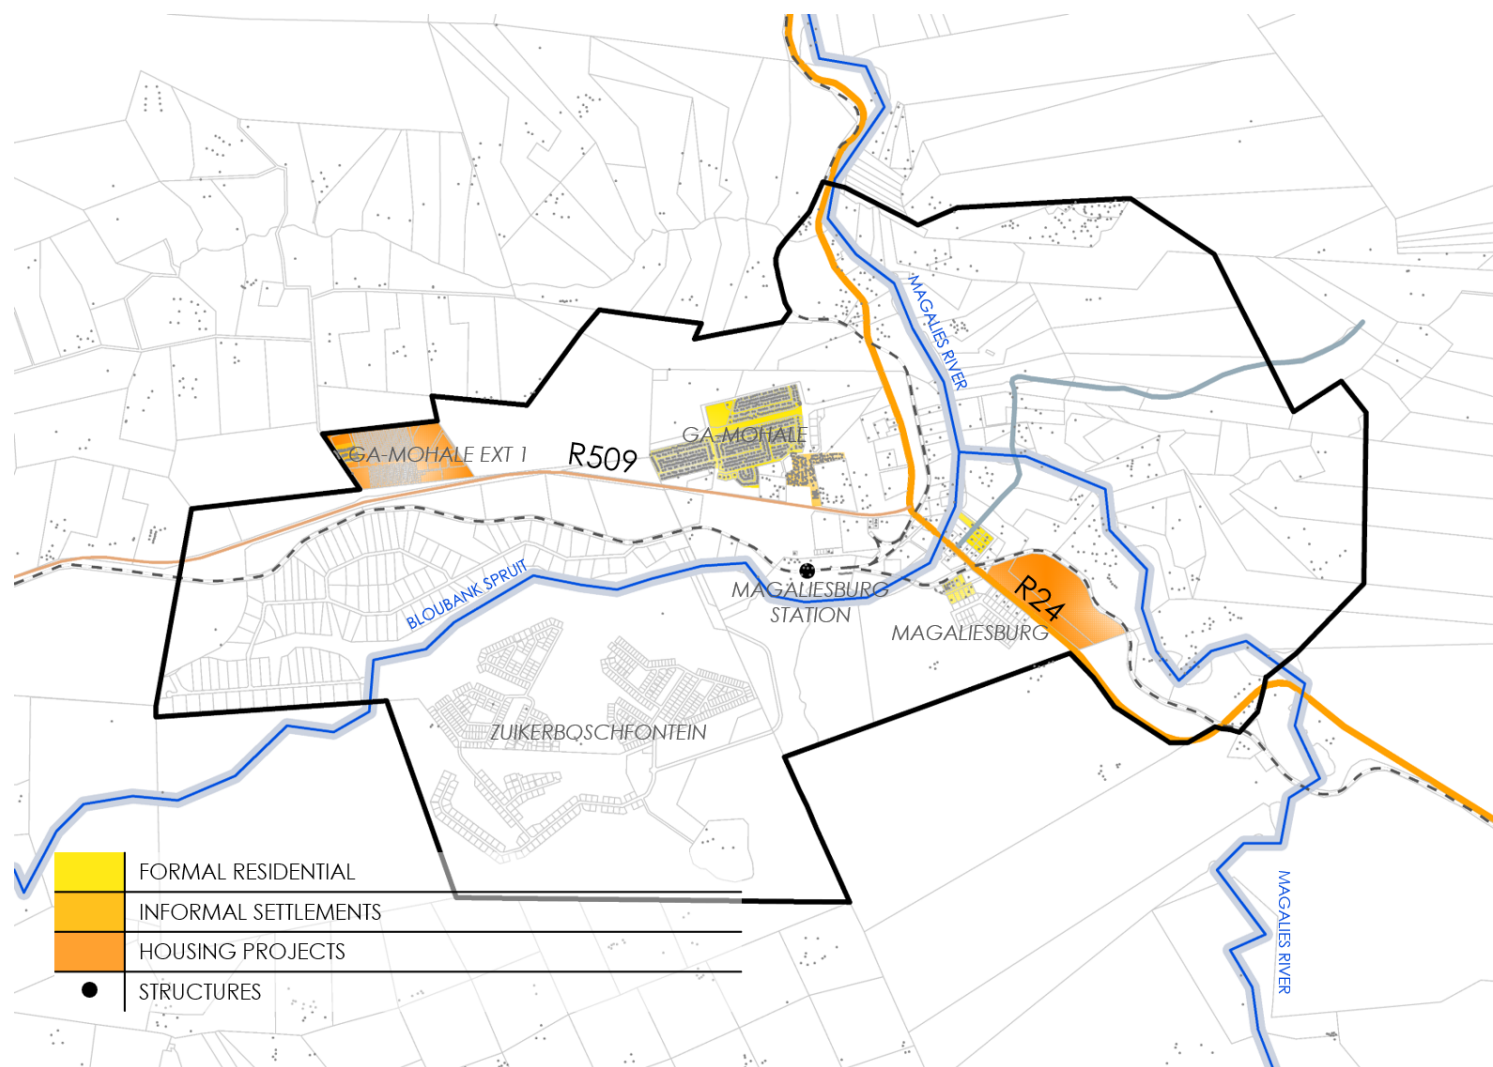 MAGALIES RIVER
GA-MOHALE
GA-MOHALE EXT 1
R509
BLOUBANK SPRUIT
MAGALIESBURG
STATION
R24
MAGALIESBURG
ZUIKERBOSCHFONTEIN
FORMAL RESIDENTIAL
INFORMAL SETTLEMENTS
HOUSING PROJECTS
STRUCTURES
MAGALIES RIVER